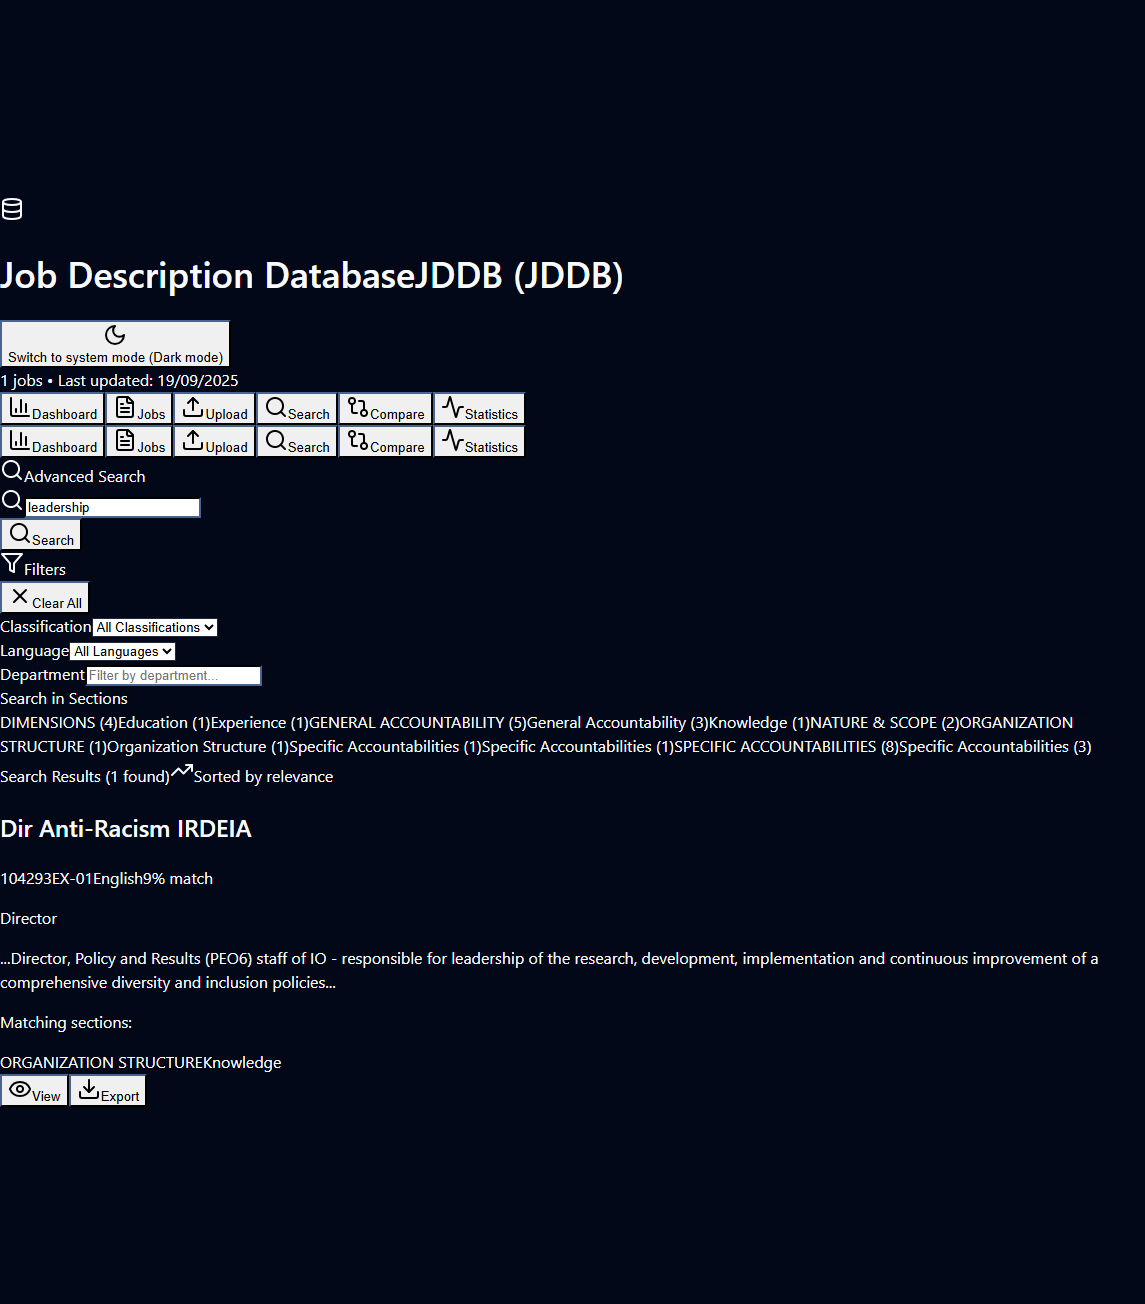 Job Description DatabaseJDDB (JDDB)
Switch to system mode (Dark mode)
1 jobs • Last updated: 19/09/2025
Dashboard Jobs Upload Search Compare Statistics
Dashboard Jobs Upload Search Compare Statistics
Advanced Search
leadership
Search
Filters
Clear All
Classification All Classifications
Language All Languages
Department Filter by department...
Search in Sections
DIMENSIONS (4)Education (1)Experience (1)GENERAL ACCOUNTABILITY (5)General Accountability (3)Knowledge (1)NATURE & SCOPE (2)ORGANIZATION
STRUCTURE (1)Organization Structure (1)Specific Accountabilities (1)Specific Accountabilities (1)SPECIFIC ACCOUNTABILITIES (8)Specific Accountabilities (3)
Search Results (1 found) Sorted by relevance
Dir Anti-Racism IRDEIA
104293EX-01English9% match
Director
...Director, Policy and Results (PEO6) staff of IO - responsible for leadership of the research, development, implementation and continuous improvement of a
comprehensive diversity and inclusion policies...
Matching sections:
ORGANIZATION STRUCTUREKnowledge
View Export